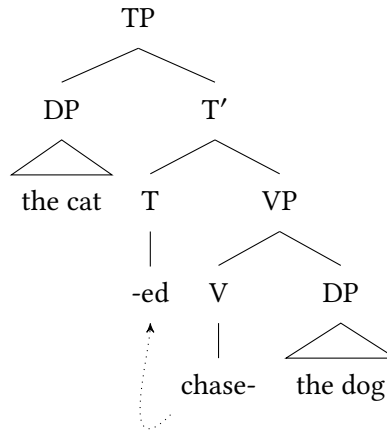 TP
DP T′
the cat T VP
-ed V DP
chase- the dog